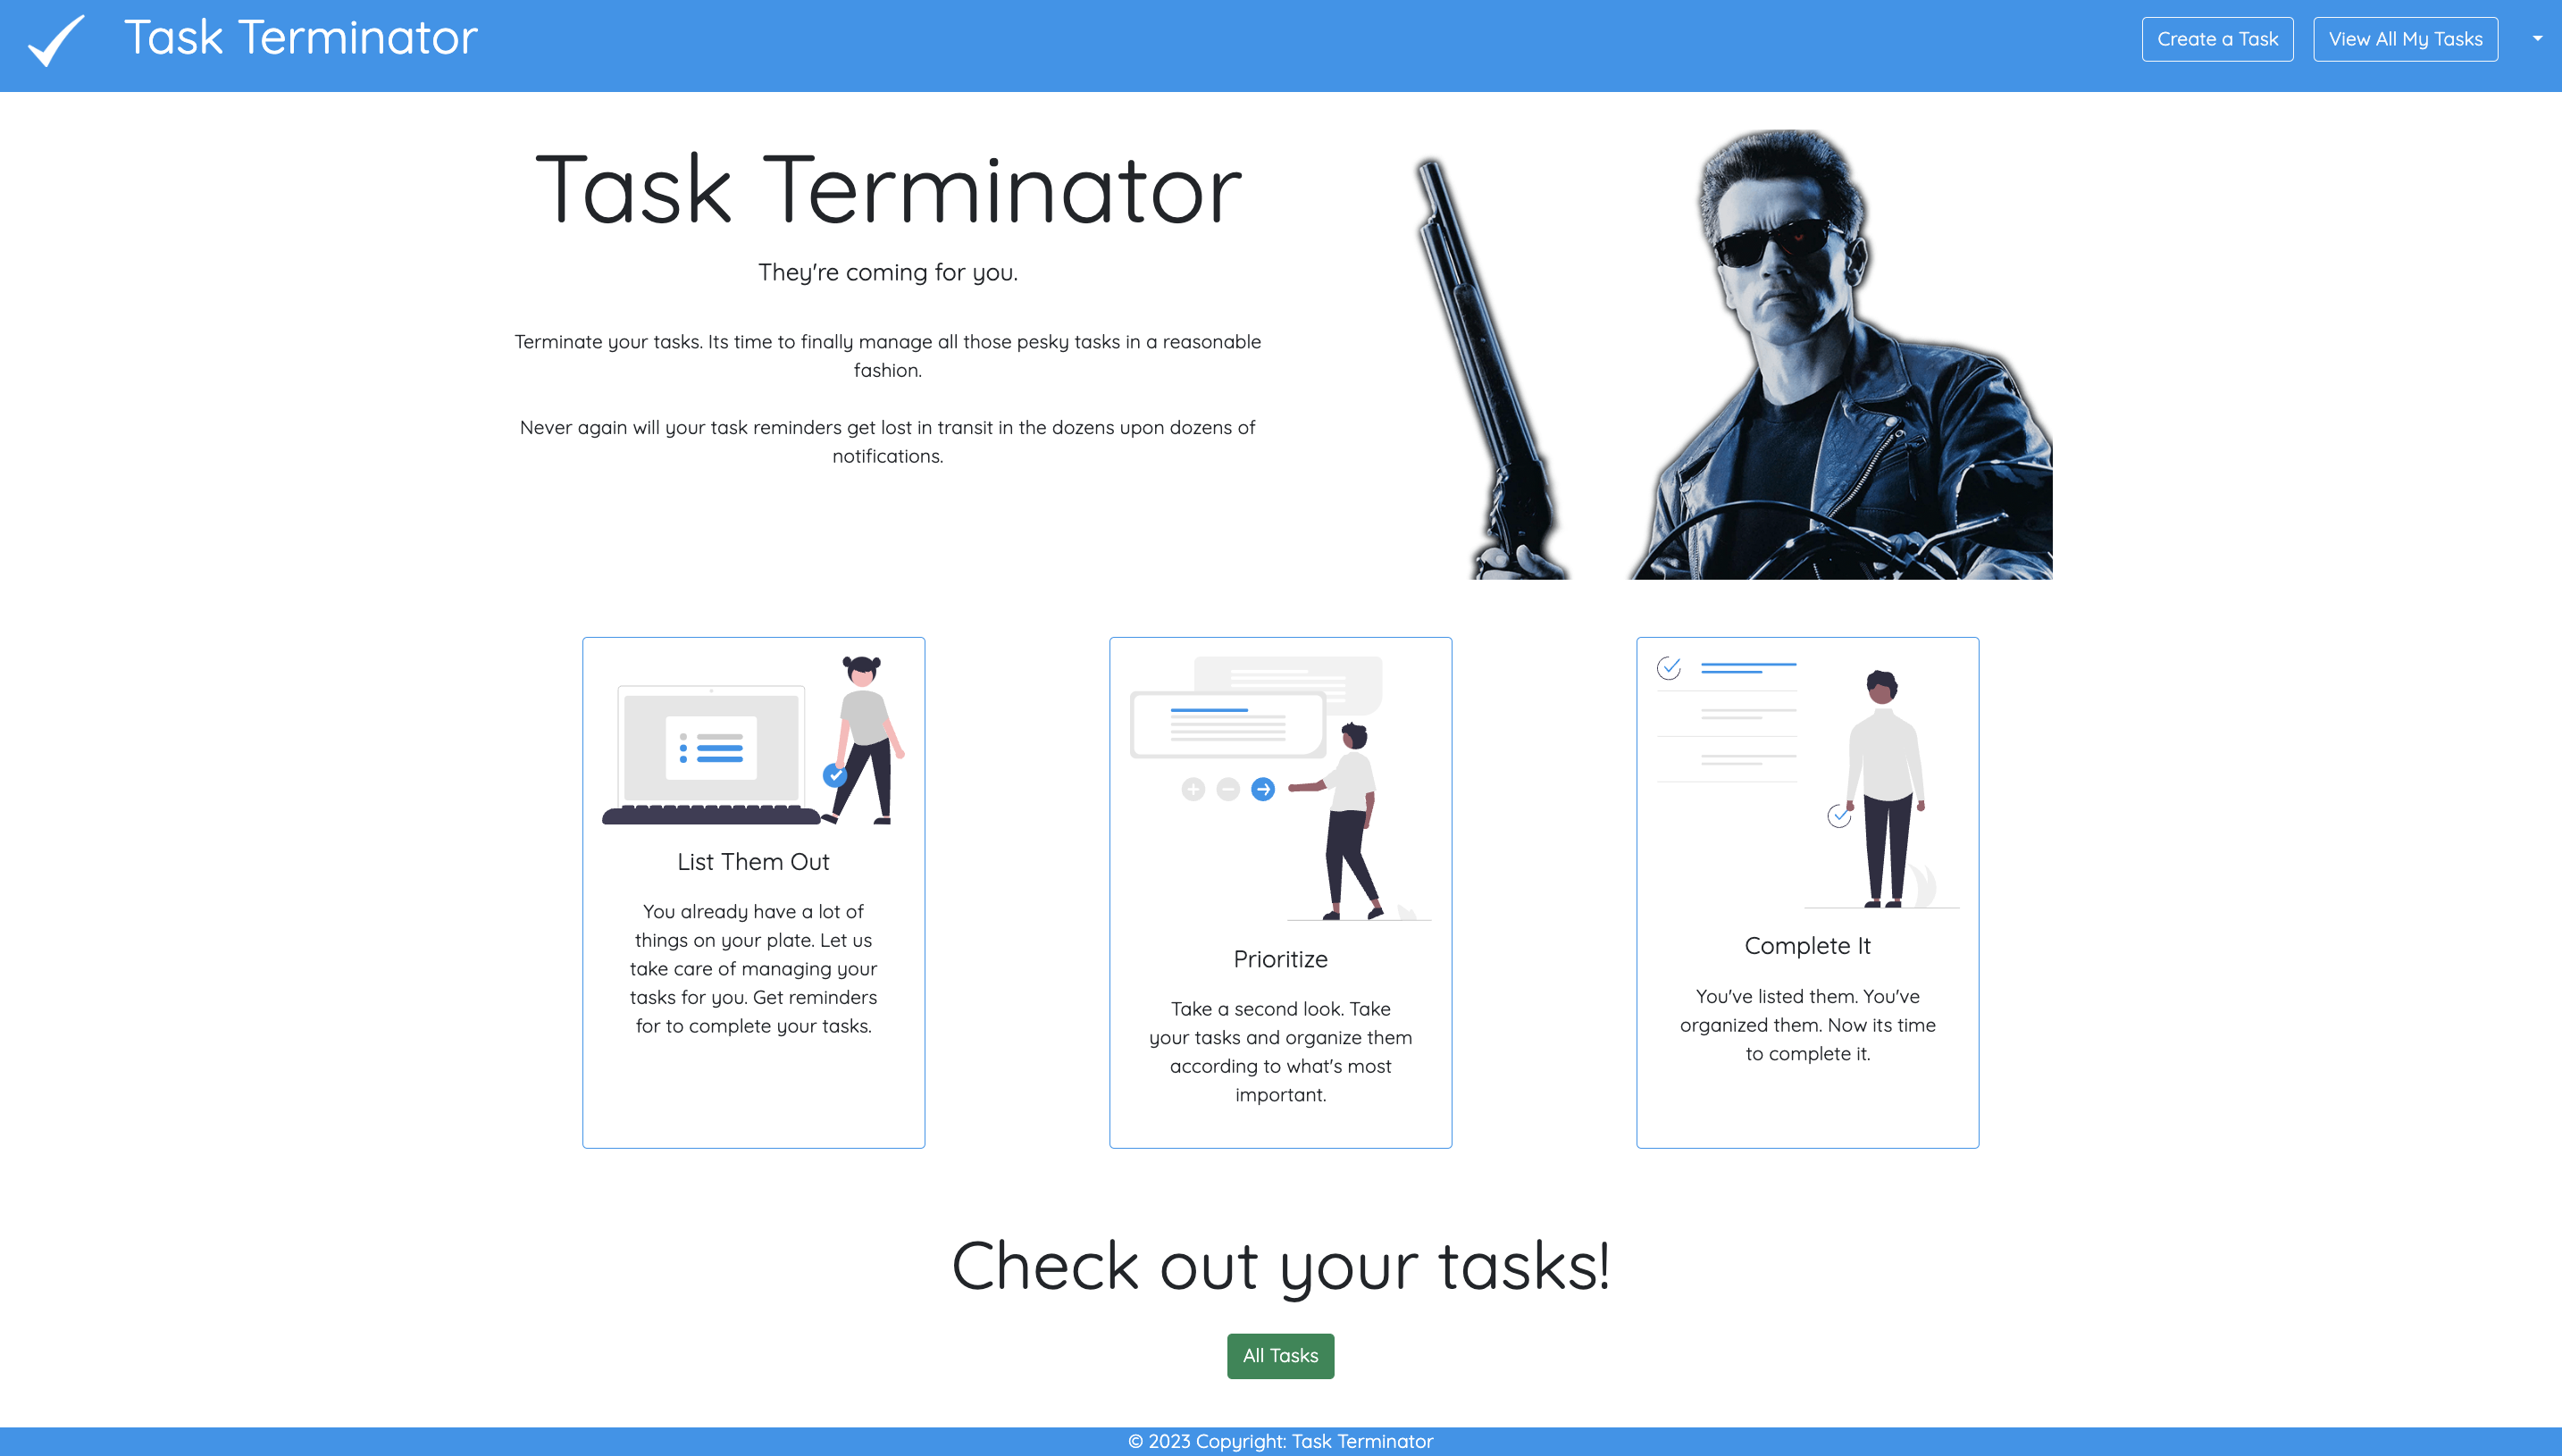 Task Terminator
Create a Task
View All My Tasks
Task Terminator
They're coming for you.
Terminate your tasks. Its time to finally manage all those pesky tasks in a reasonable
fashion.
Never again will your task reminders get lost in transit in the dozens upon dozens of
notifications.
List Them Out
You already have a lot of
things on your plate. Let us
take care of managing your
tasks for you. Get reminders
for to complete your tasks.
Prioritize
Take a second look. Take
your tasks and organize them
according to what's most
important.
Complete It
You've listed them. You've
organized them. Now its time
to complete it.
Check out your tasks!
All Tasks
© 2023 Copyright: Task Terminator